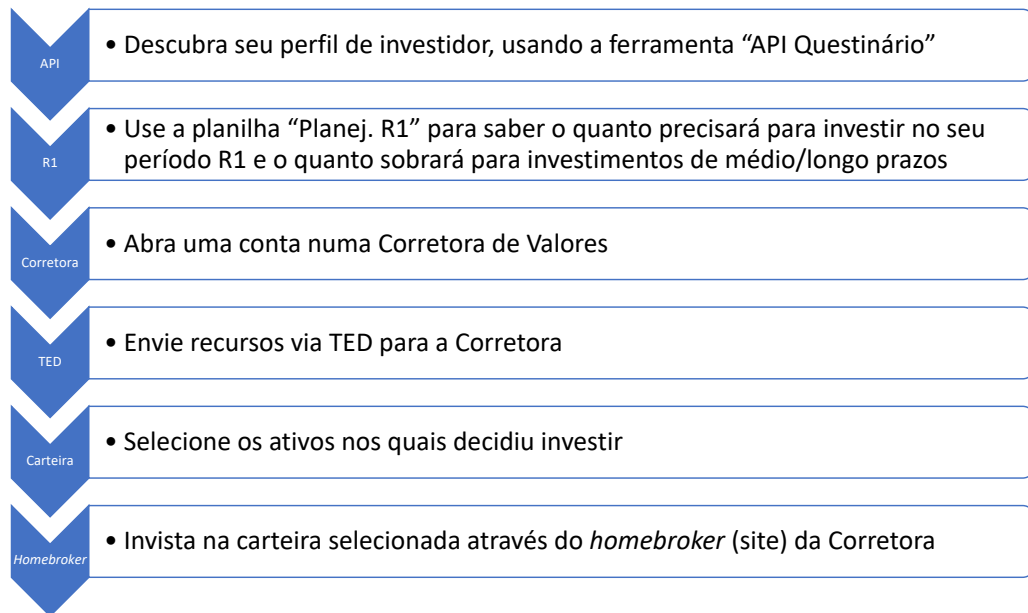 API
• Descubra seu perfil de investidor, usando a ferramenta “API Questinário”
R1
• Use a planilha “Planej. R1” para saber o quanto precisará para investir no seu
período R1 e o quanto sobrará para investimentos de médio/longo prazos
Corretora
• Abra uma conta numa Corretora de Valores
TED
• Envie recursos via TED para a Corretora
Carteira
• Selecione os ativos nos quais decidiu investir
Homebroker
• Invista na carteira selecionada através do homebroker (site) da Corretora